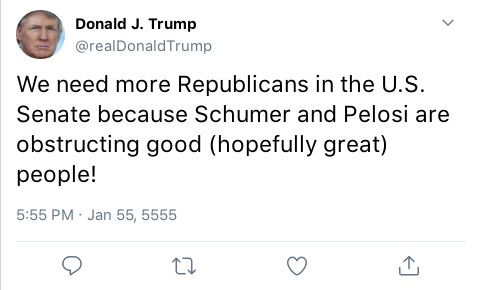 Donald J. Trump
@realDonaldTrump
We need more Republicans in the U.S.
Senate because Schumer and Pelosi are
obstructing good (hopefully great)
people!
5:55 PM · Jan 55, 5555